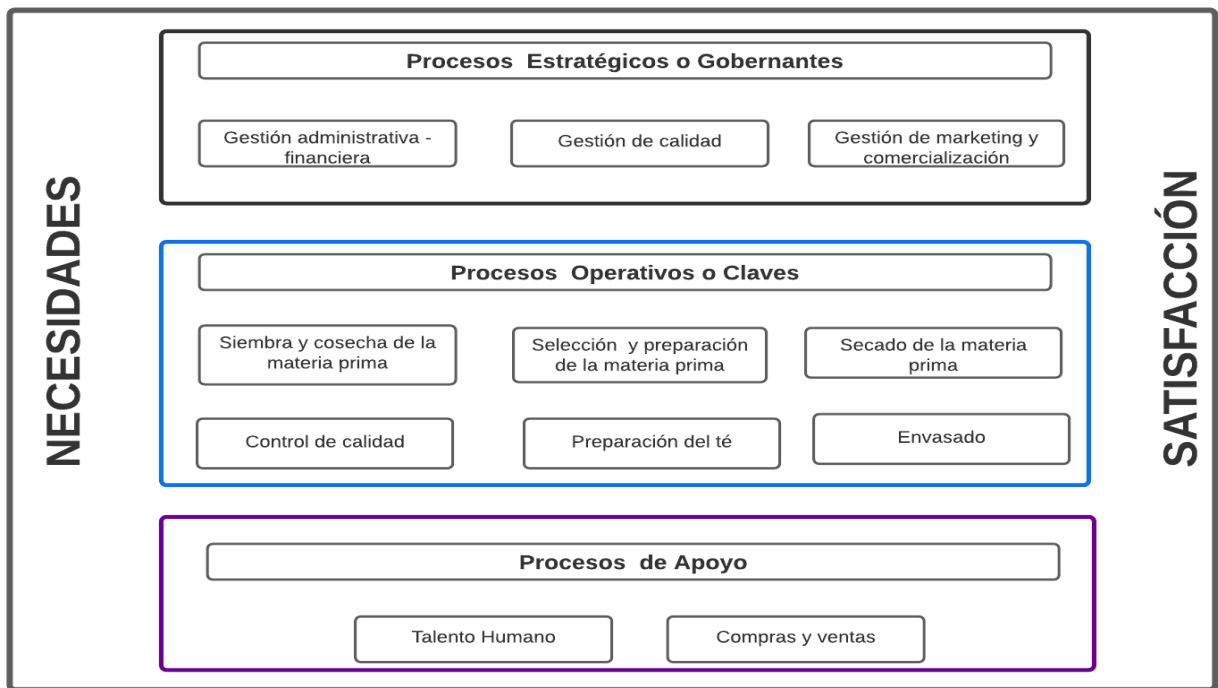 Procesos Estratégicos o Gobernantes
Gestión administrativa -
financiera
Gestión de calidad
Gestión de marketing y
comercialización
NECESIDADES
SATISFACCIÓN
Procesos Operativos o Claves
Siembra y cosecha de la
materia prima
Selección y preparación
de la materia prima
Secado de la materia
prima
Control de calidad
Preparación del té
Envasado
Procesos de Apoyo
Talento Humano
Compras y ventas